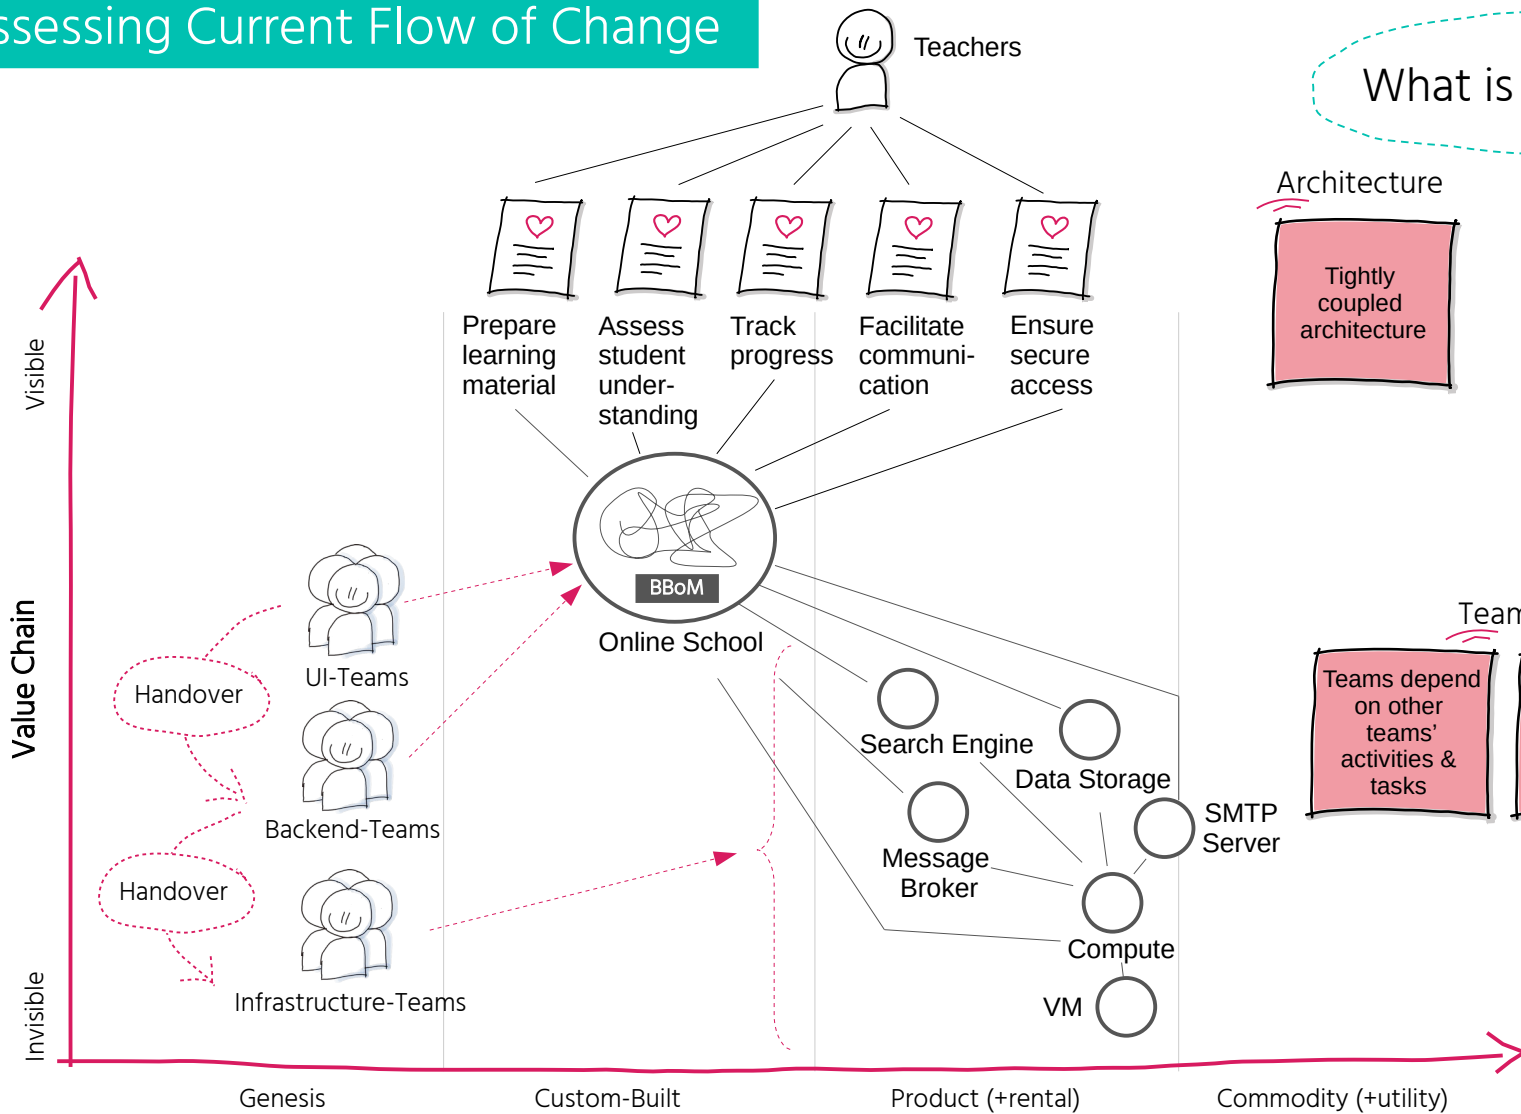 ssessing Current Flow of Change
Teachers
What is
Architecture
Tightly
coupled
architecture
Prepare
learning
material
Assess
student
under-
standing
Track
progress
Facilitate
communi-
cation
Ensure
secure
access
Visible
Value Chain
Invisible
BBoM
Online School
UI-Teams
Handover
Backend-Teams
Handover
Infrastructure-Teams
Search Engine
Data Storage
Message
Broker
SMTP
Server
Compute
VM
Team
Teams depend
on other
teams’
activities &
tasks
Genesis
Custom-Built
Product (+rental)
Commodity (+utility)